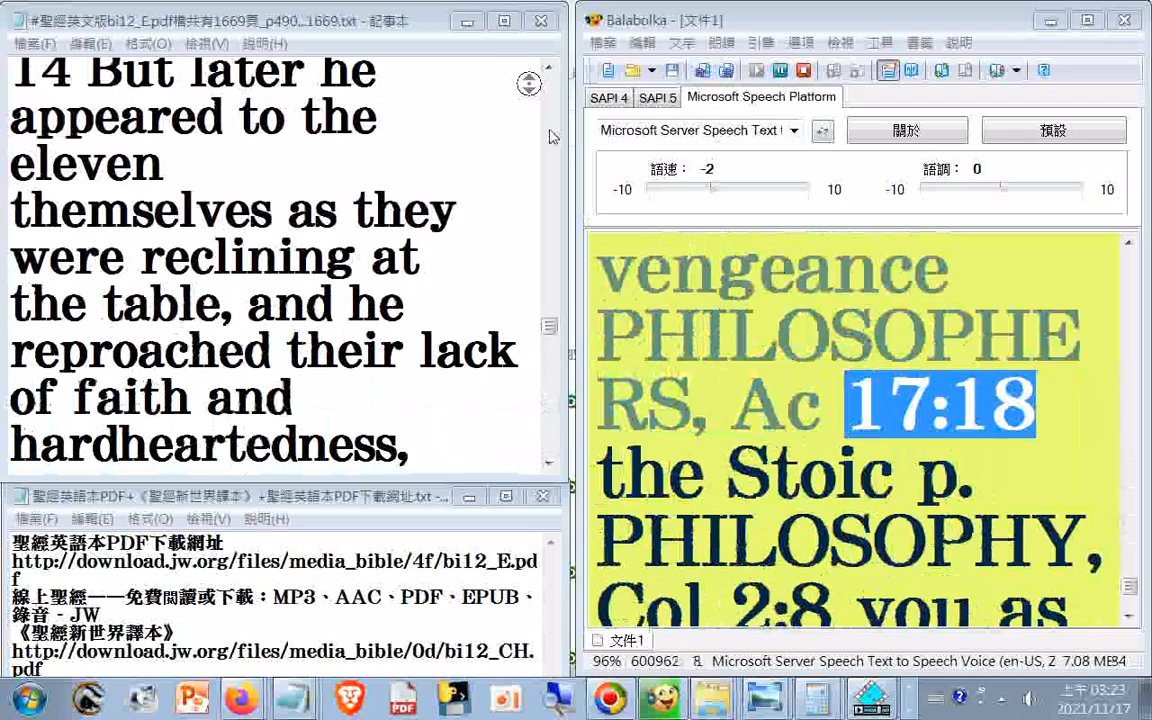 #聖經英文版bi12_E.pdf檔共有1669頁_p490...1669.txt - 記事本
檔案(F) 編輯(E) 格式(O) 檢視(V) 說明(H)
14 But later he
appeared to the
eleven
themselves as they
were reclining at
the table, and he
reproached their lack
of faith and
hardheartedness,
聖經英語本PDF+《聖經新世界譯本》+聖經英語本PDF下載網址.txt -...
檔案(F) 編輯(E) 格式(O) 檢視(V) 說明(H)
聖經英語本PDF下載網址
http://download.jw.org/files/media_bible/4f/bi12_E.pd
f
線上聖經——免費閱讀或下載：MP3、AAC、PDF、EPUB、
錄音 - JW
《聖經新世界譯本》
http://download.jw.org/files/media_bible/0d/bi12_CH.
pdf
Balabolka - [文件1]
檔案 編輯 文字 朗讀 引擎 選項 檢視 工具 書籤 說明
SAPI 4 SAPI 5 Microsoft Speech Platform
Microsoft Server Speech Text 關於 預設
語速： -2 語調： 0
-10 10 -10 10
vengeance
PHILOSOPHE
RS, Ac 17:18
the Stoic p.
PHILOSOPHY,
Col 2:8 you as
文件1
96% 600962 Microsoft Server Speech Text to Speech Voice (en-US, Z 7.08 MB
上午 03:23
2021/11/17